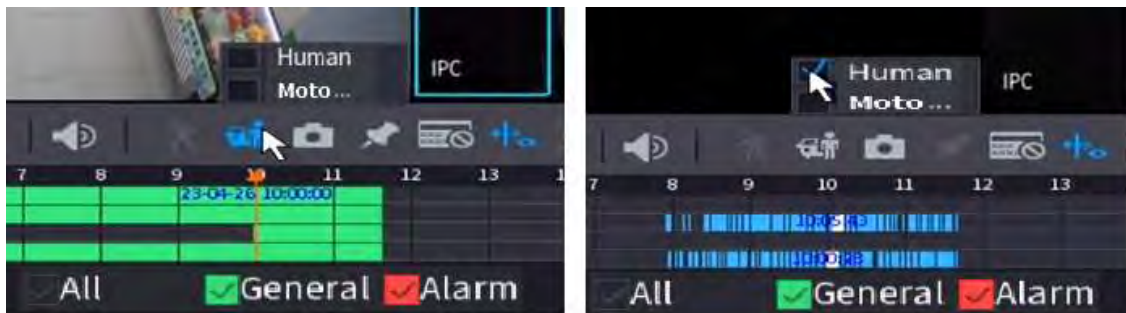 Human
Moto...
IPC
7 8 9 10 11 12 13 1
23-04-26 10:00:00
All General Alarm
Human
Moto...
IPC
7 8 9 10 11 12 13
All General Alarm